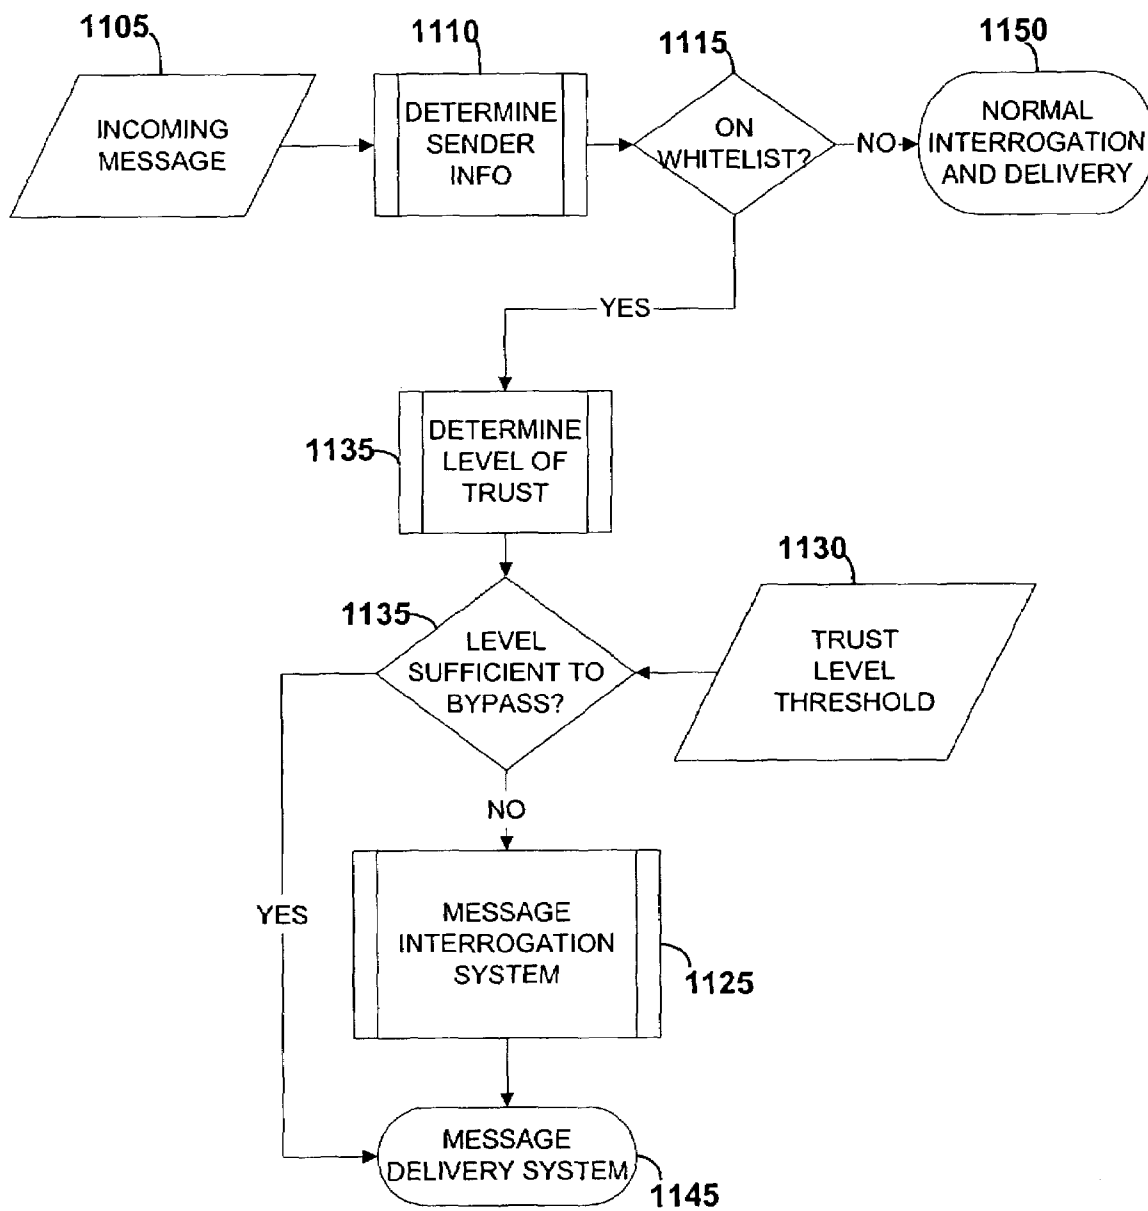 1105
INCOMING
MESSAGE
1110
DETERMINE
SENDER
INFO
1115
ON
WHITELIST?
NO
1150
NORMAL
INTERROGATION
AND DELIVERY
YES
1135
DETERMINE
LEVEL OF
TRUST
1135
LEVEL
SUFFICIENT TO
BYPASS?
1130
TRUST
LEVEL
THRESHOLD
NO
YES
MESSAGE
INTERROGATION
SYSTEM
1125
MESSAGE
DELIVERY SYSTEM
1145